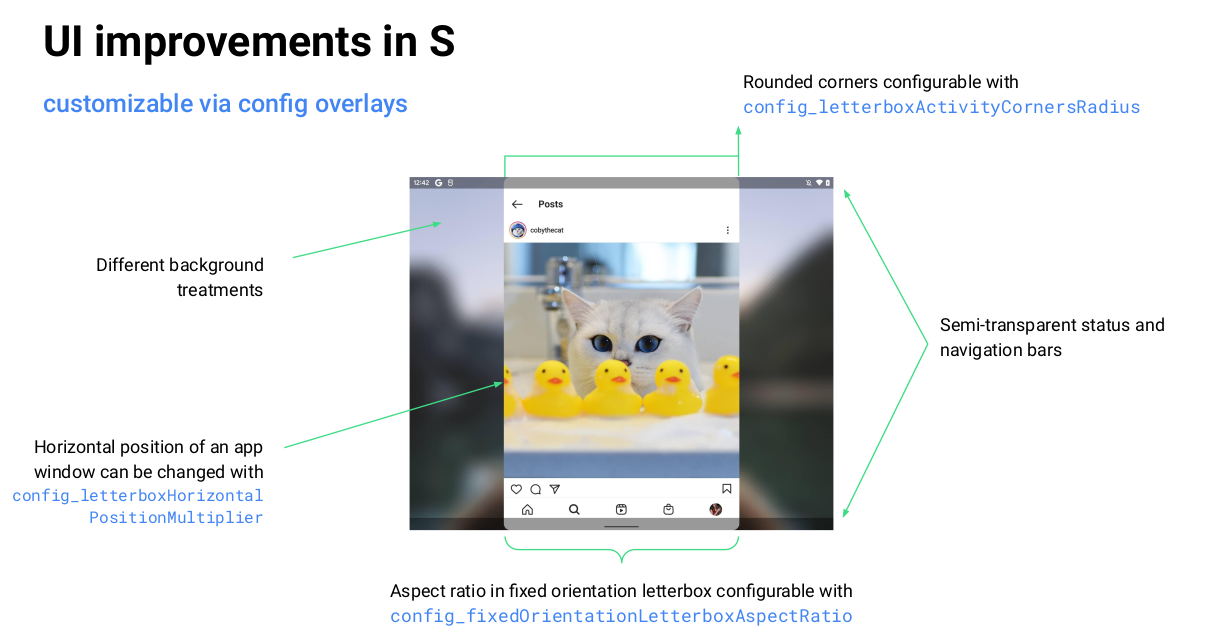 UI improvements in S
customizable via config overlays
Rounded corners configurable with
config_letterboxActivityCornersRadius
12:42
Posts
cobythecat
Different background
treatments
Semi-transparent status and
navigation bars
Horizontal position of an app
window can be changed with
config_letterboxHorizontal
PositionMultiplier
Aspect ratio in fixed orientation letterbox configurable with
config_fixedOrientationLetterboxAspectRatio